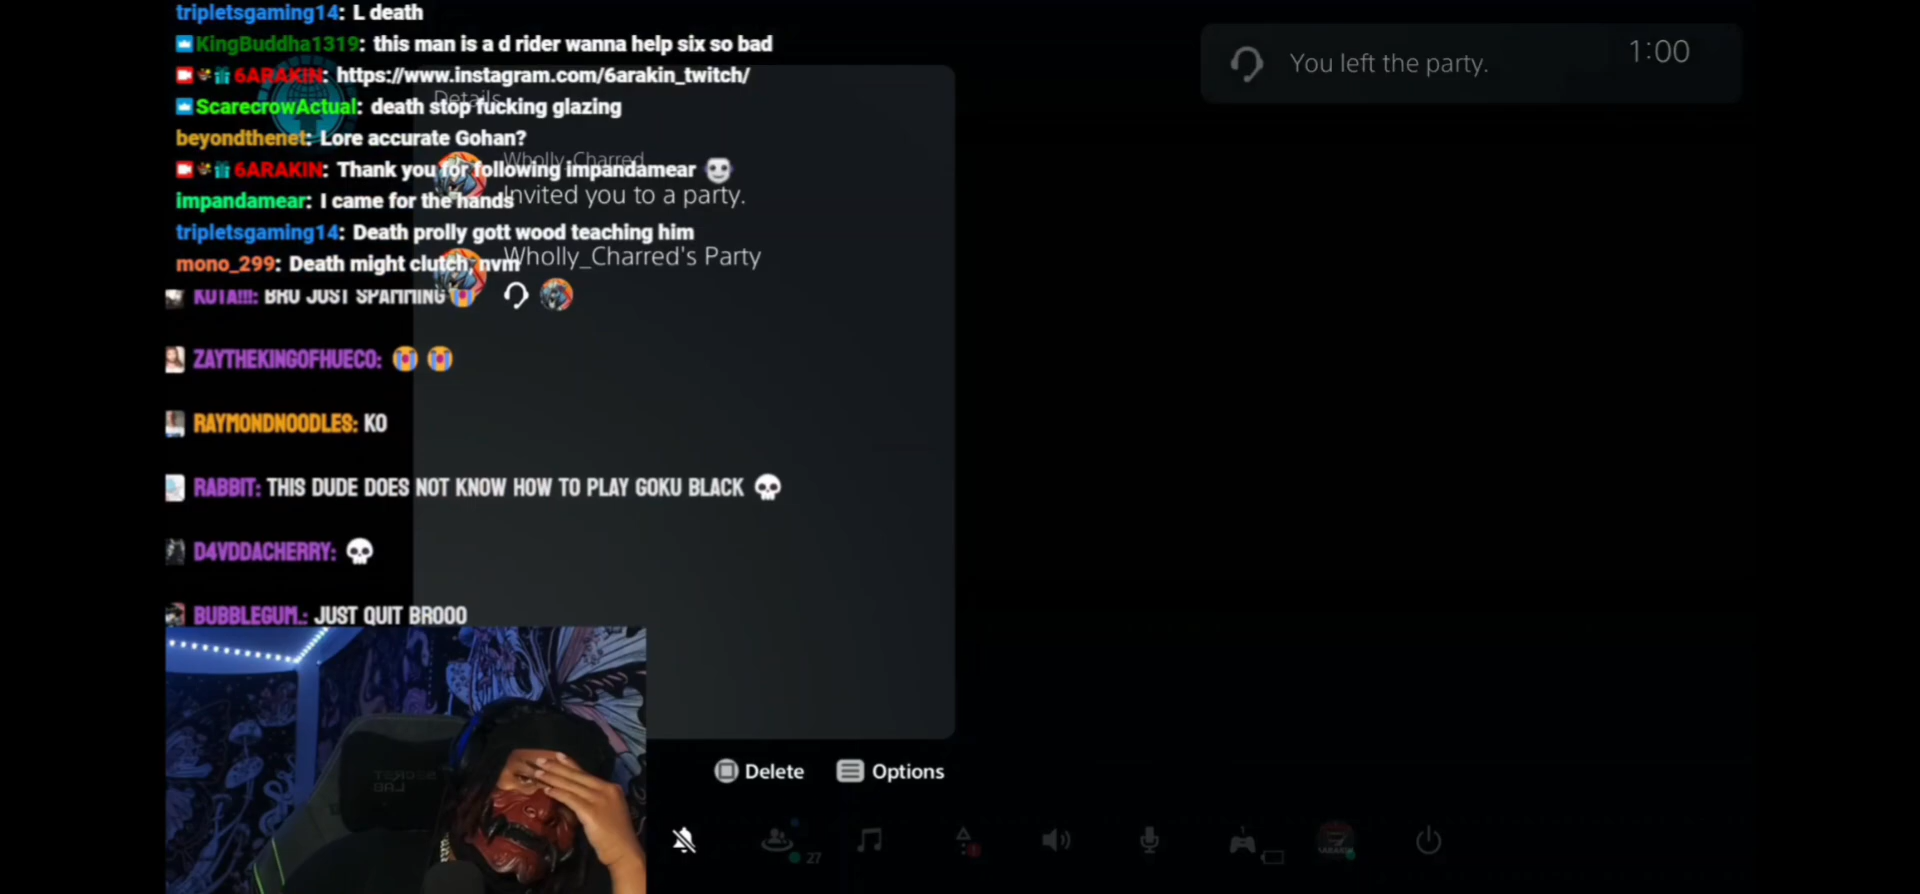 tripletsgaming14: L death
KingBuddha1319: this man is a d rider wanna help six so bad
6ARAKIN: https://www.instagram.com/6arakin_twitch/
Details
ScarecrowActual: death stop fucking glazing
beyondthenet: Lore accurate Gohan?
Wholly_Charred
6ARAKIN: Thank you for following impandamear
Invited you to a party.
impandamear: I came for the hands
tripletsgaming14: Death prolly gott wood teaching him
Wholly_Charred's Party
mono_299: Death might clutch, nvm
KOTA!!!: BRO JUST SPAMMING😭
ZAYTHEKINGOFHUECO: 😭 😭
RAYMONDNOODLES: KO
RABBIT: THIS DUDE DOES NOT KNOW HOW TO PLAY GOKU BLACK 💀
D4VDDACHERRY: 💀
BUBBLEGUM.: JUST QUIT BROOO
You left the party.
1:00
SECRET
LAB
Delete
Options
27